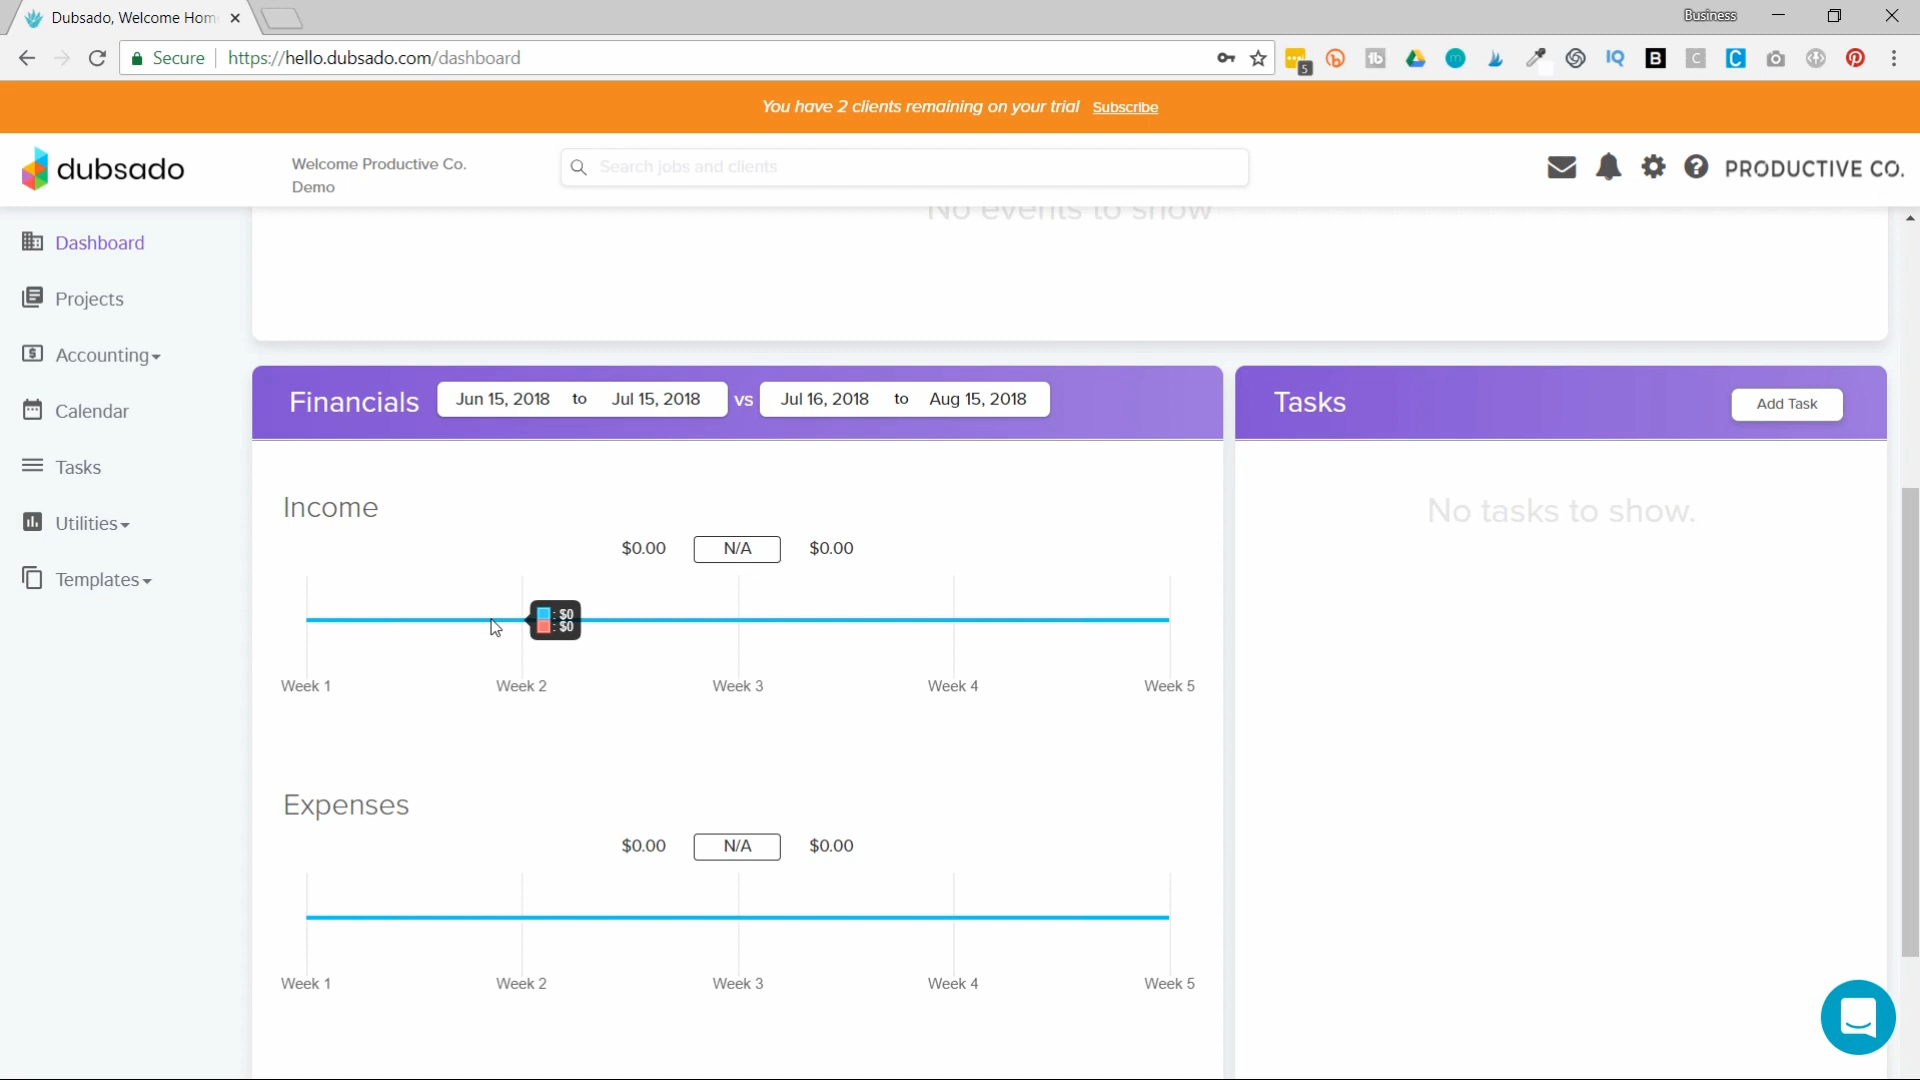 Dubsado, Welcome Hom
Business
Secure
https://hello.dubsado.com/dashboard
5
You have 2 clients remaining on your trial Subscribe
dubsado
Welcome Productive Co.
Demo
Search jobs and clients
PRODUCTIVE CO.
No events to show
Dashboard
Projects
Accounting
Calendar
Tasks
Utilities
Templates
Financials
Jun 15, 2018 to Jul 15, 2018
vs
Jul 16, 2018 to Aug 15, 2018
Income
$0.00 N/A $0.00
: $0
: $0
Week 1 Week 2 Week 3 Week 4 Week 5
Expenses
$0.00 N/A $0.00
Week 1 Week 2 Week 3 Week 4 Week 5
Tasks
Add Task
No tasks to show.